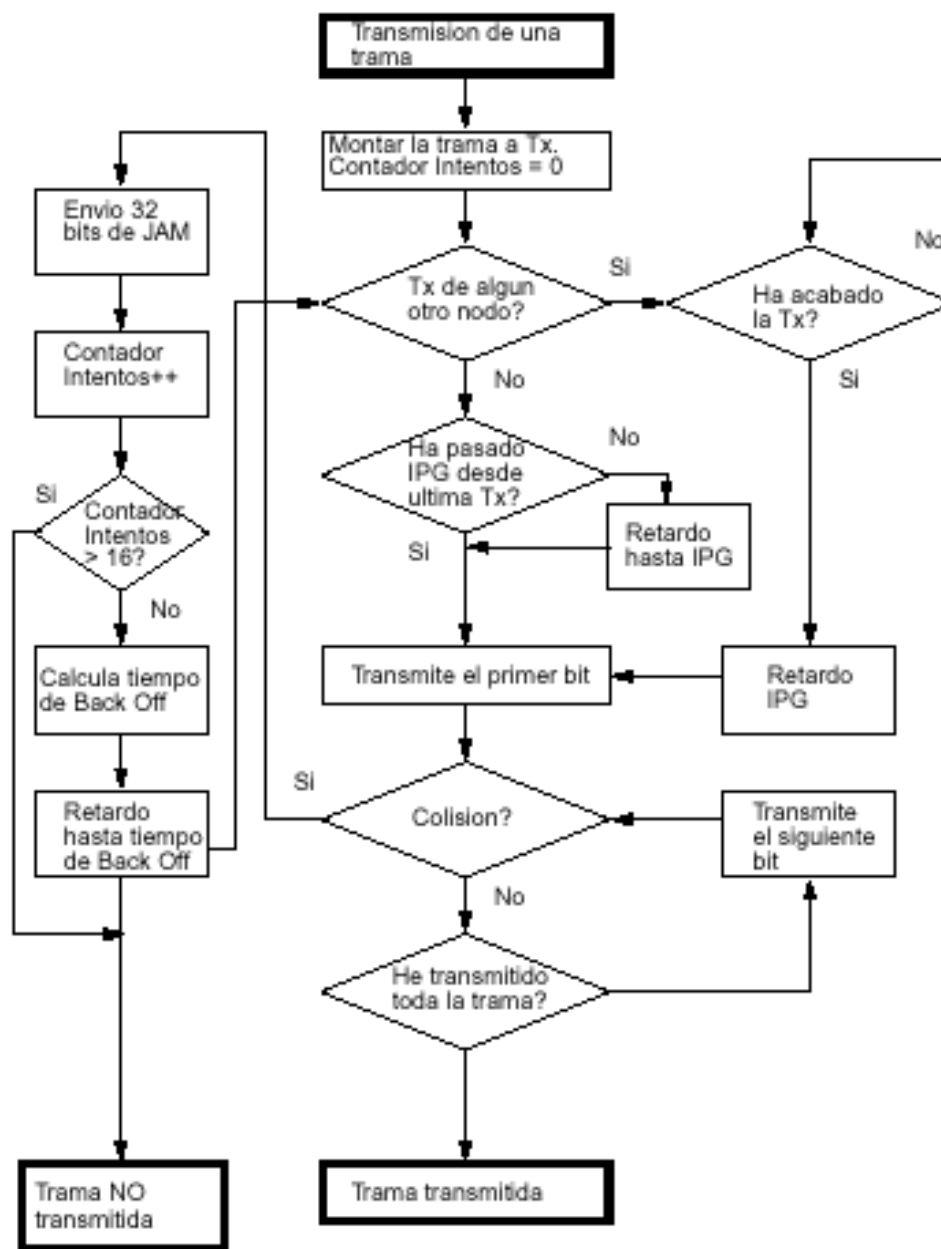 Transmision de una
trama
Montar la trama a Tx.
Contador Intentos = 0
Envio 32
bits de JAM
Si
No
Tx de algun
otro nodo?
Ha acabado
la Tx?
Contador
Intentos++
No
Si
Ha pasado
IPG desde
ultima Tx?
No
Si
Contador
Intentos
> 16?
Si
Retardo
hasta IPG
No
Calcula tiempo
de Back Off
Transmite el primer bit
Retardo
IPG
Si
Retardo
hasta tiempo
de Back Off
Colision?
Transmite
el siguiente
bit
No
He transmitido
toda la trama?
Trama NO
transmitida
Trama transmitida